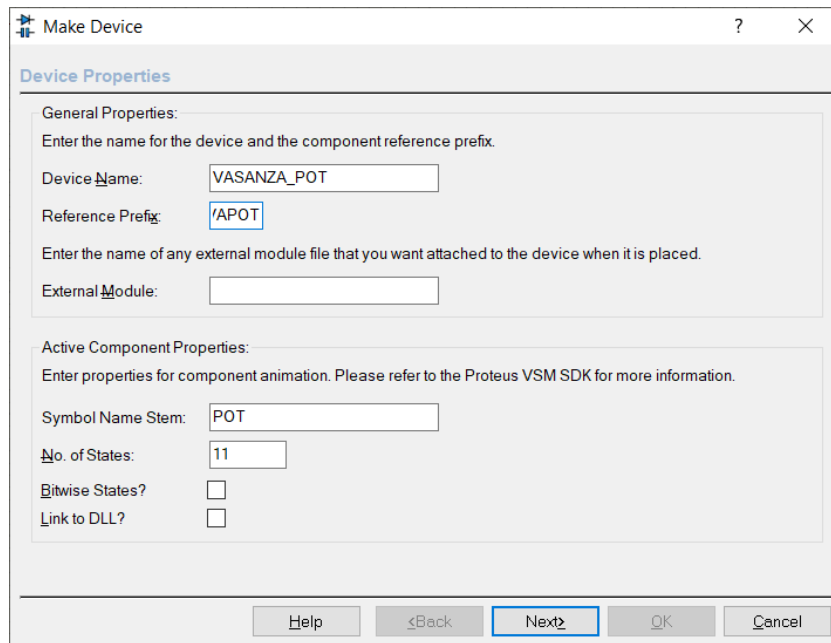 Make Device ?
Device Properties
General Properties:
Enter the name for the device and the component reference prefix.
Device Name: VASANZA_POT
Reference Prefix: APOT
Enter the name of any external module file that you want attached to the device when it is placed.
External Module:
Active Component Properties:
Enter properties for component animation. Please refer to the Proteus VSM SDK for more information.
Symbol Name Stem: POT
No. of States: 11
Bitwise States?
Link to DLL?
Help <Back Next> OK Cancel